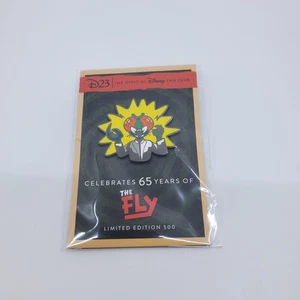 D23 THE OFFICIAL Disney FAN CLUB
CELEBRATES 65 YEARS OF
THE
FLY
LIMITED EDITION 500